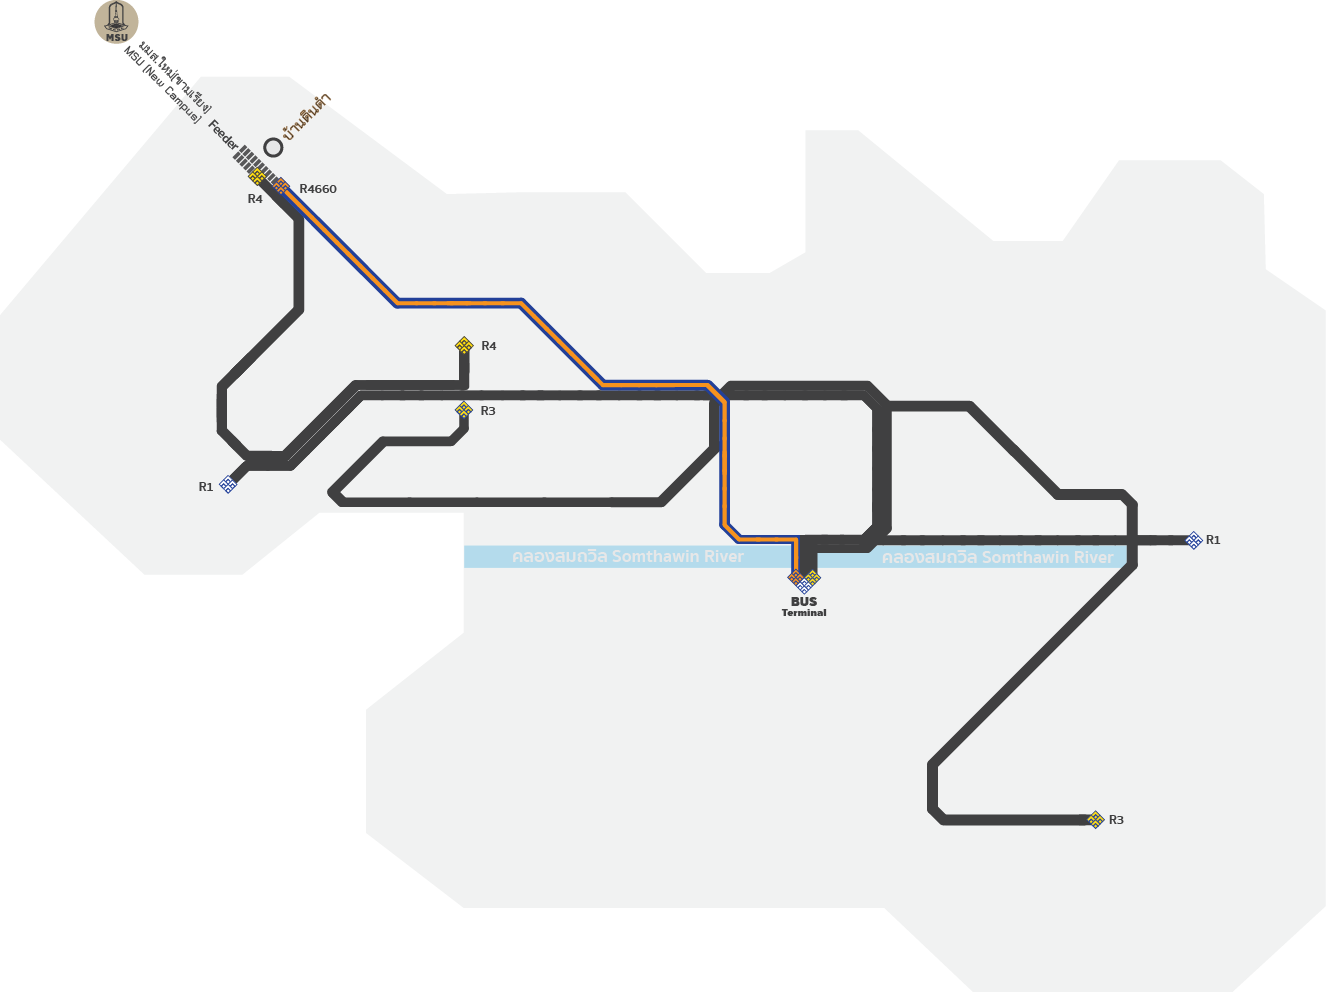 MSU
มมส.ใหม่(ขามเรียง)
MSU (New Campus)
Feeder
บ้านดินดำ
R4
R4660
R4
R3
R1
คลองสมถวิล Somthawin River
คลองสมถวิล Somthawin River
R1
BUS
Terminal
R3